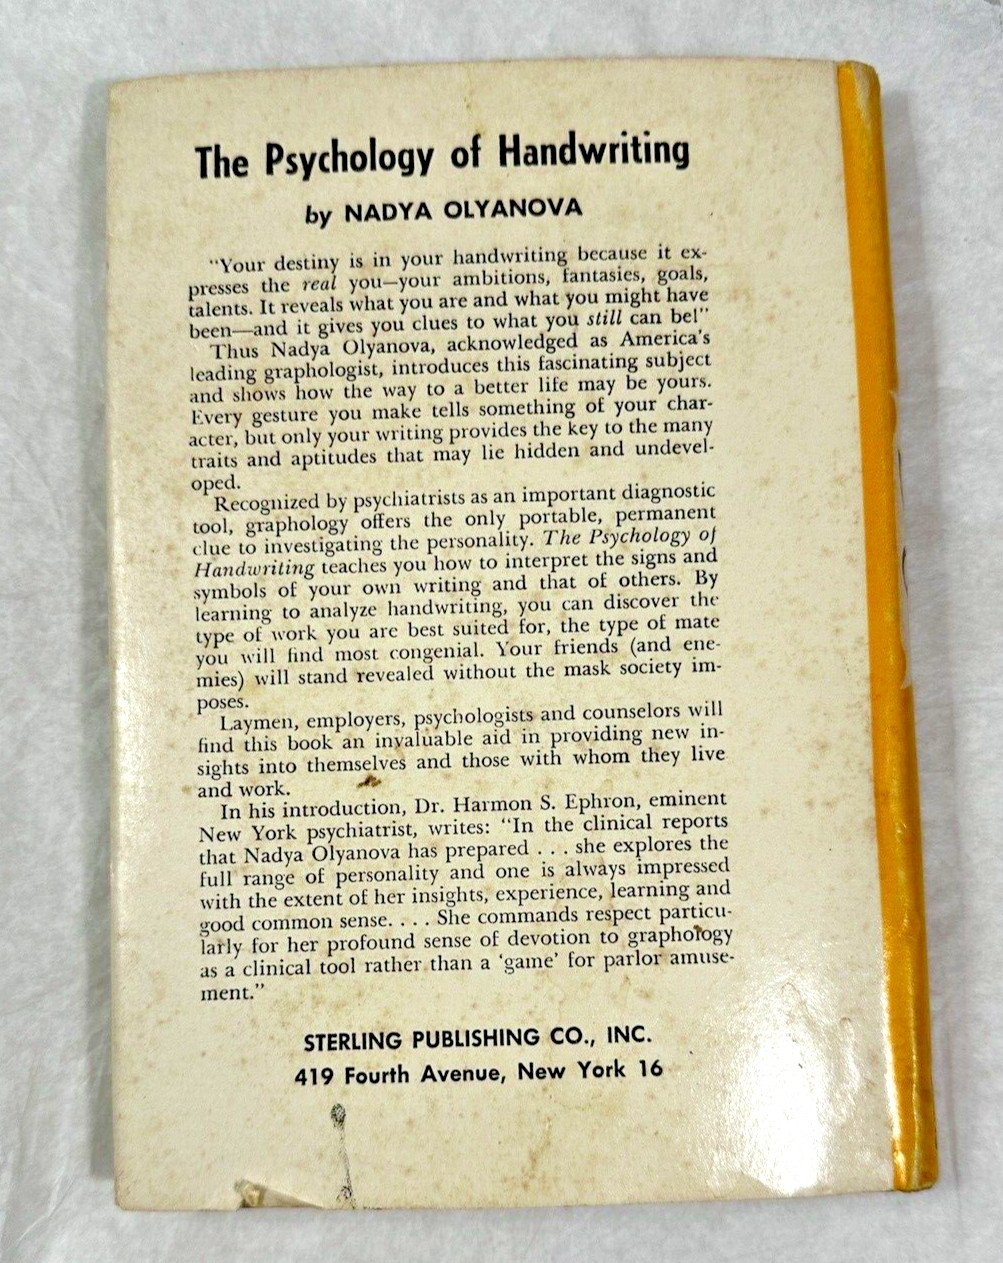 The Psychology of Handwriting
by NADYA OLYANOVA
"Your destiny is in your handwriting because it ex-
presses the real you—your ambitions, fantasies, goals,
talents. It reveals what you are and what you might have
been—and it gives you clues to what you still can be!"
Thus Nadya Olyanova, acknowledged as America's
leading graphologist, introduces this fascinating subject
and shows how the way to a better life may be yours.
Every gesture you make tells something of your char-
acter, but only your writing provides the key to the many
traits and aptitudes that may lie hidden and undevel-
oped.
Recognized by psychiatrists as an important diagnostic
tool, graphology offers the only portable, permanent
clue to investigating the personality. The Psychology of
Handwriting teaches you how to interpret the signs and
symbols of your own writing and that of others. By
learning to analyze handwriting, you can discover the
type of work you are best suited for, the type of mate
you will find most congenial. Your friends (and ene-
mies) will stand revealed without the mask society im-
poses.
Laymen, employers, psychologists and counselors will
find this book an invaluable aid in providing new in-
sights into themselves and those with whom they live
and work.
In his introduction, Dr. Harmon S. Ephron, eminent
New York psychiatrist, writes: "In the clinical reports
that Nadya Olyanova has prepared . . . she explores the
full range of personality and one is always impressed
with the extent of her insights, experience, learning and
good common sense. . . . She commands respect particu-
larly for her profound sense of devotion to graphology
as a clinical tool rather than a 'game' for parlor amuse-
ment."
STERLING PUBLISHING CO., INC.
419 Fourth Avenue, New York 16